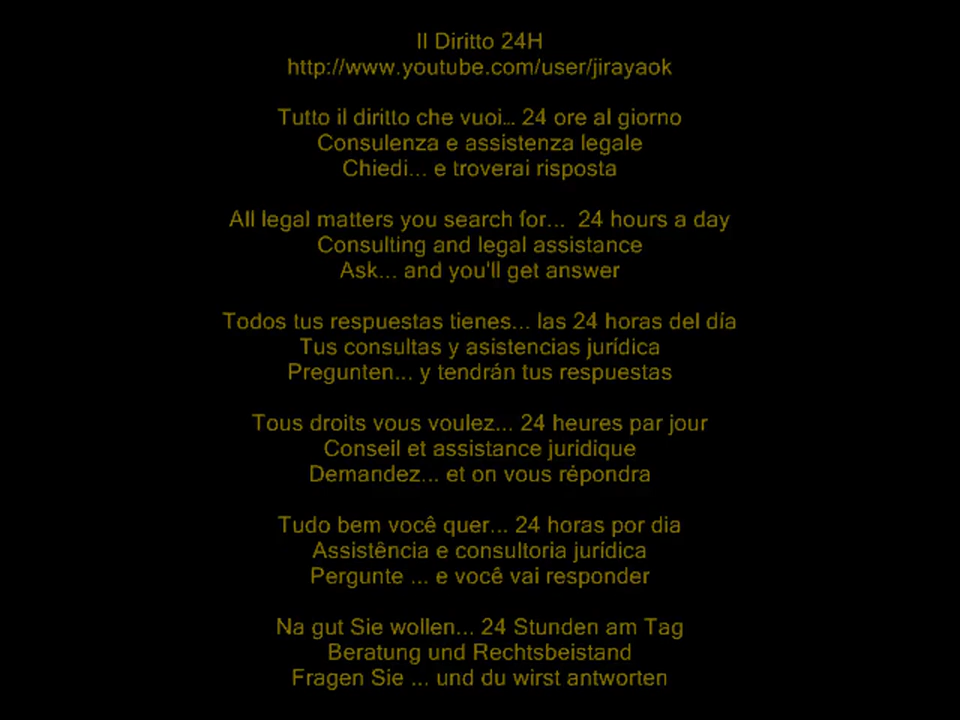 Il Diritto 24H
http://www.youtube.com/user/jirayaok
Tutto il diritto che vuoi... 24 ore al giorno
Consulenza e assistenza legale
Chiedi... e troverai risposta
All legal matters you search for...  24 hours a day
Consulting and legal assistance
Ask... and you'll get answer
Todos tus respuestas tienes... las 24 horas del día
Tus consultas y asistencias jurídica
Pregunten... y tendrán tus respuestas
Tous droits vous voulez... 24 heures par jour
Conseil et assistance juridique
Demandez... et on vous répondra
Tudo bem você quer... 24 horas por dia
Assistência e consultoria jurídica
Pergunte ... e você vai responder
Na gut Sie wollen... 24 Stunden am Tag
Beratung und Rechtsbeistand
Fragen Sie ... und du wirst antworten